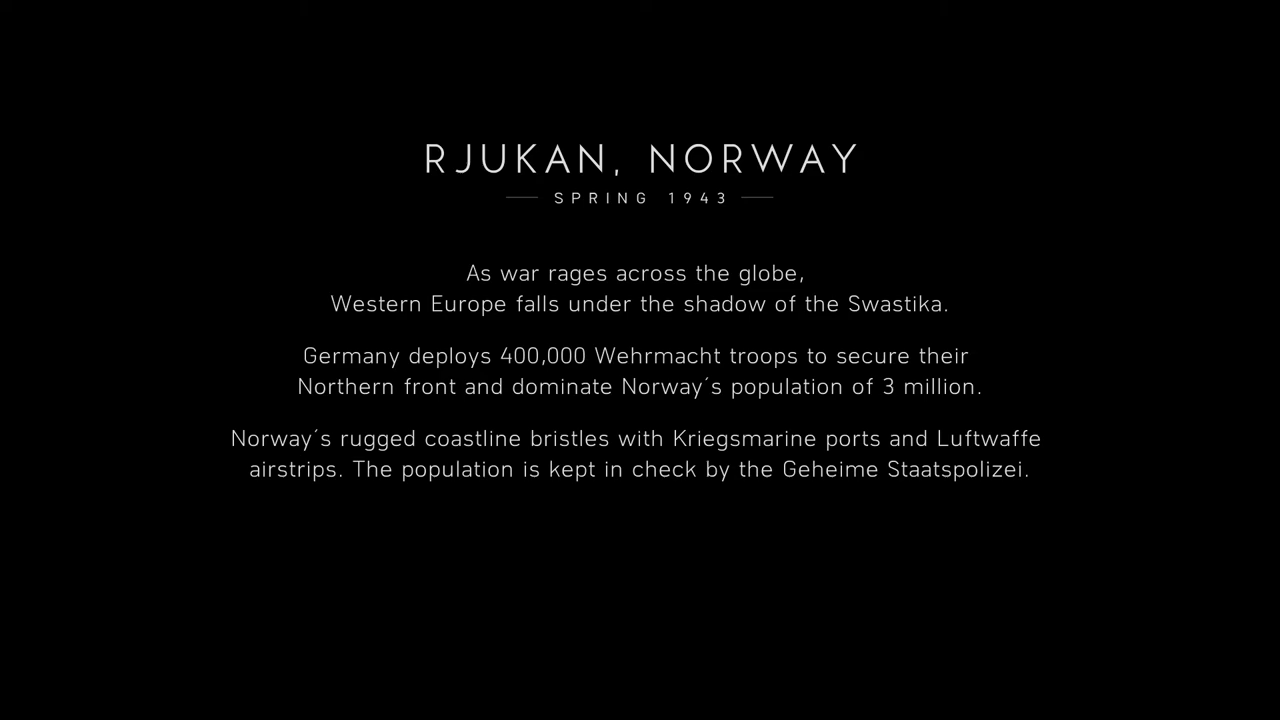 RJUKAN, NORWAY
SPRING 1943
As war rages across the globe,
Western Europe falls under the shadow of the Swastika.
Germany deploys 400,000 Wehrmacht troops to secure their
Northern front and dominate Norway´s population of 3 million.
Norway´s rugged coastline bristles with Kriegsmarine ports and Luftwaffe
airstrips. The population is kept in check by the Geheime Staatspolizei.